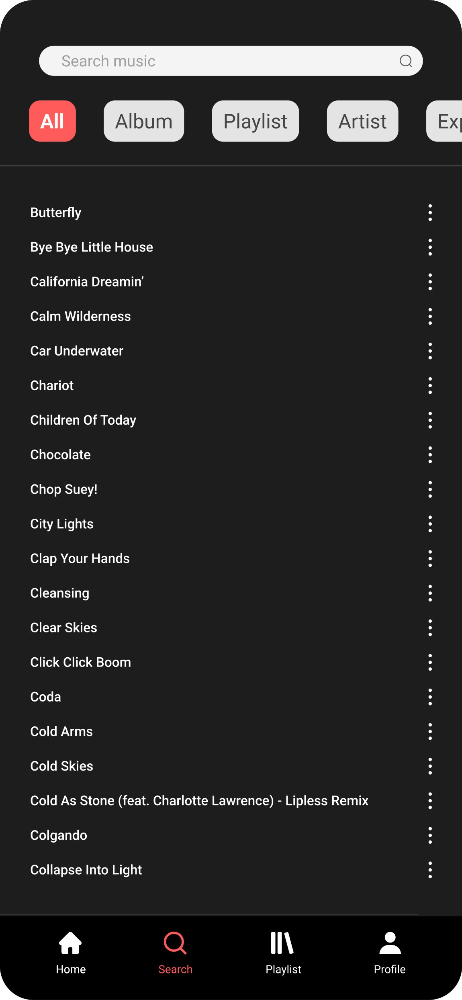 Search music
All Album Playlist Artist Exp
Butterfly
Bye Bye Little House
California Dreamin’
Calm Wilderness
Car Underwater
Chariot
Children Of Today
Chocolate
Chop Suey!
City Lights
Clap Your Hands
Cleansing
Clear Skies
Click Click Boom
Coda
Cold Arms
Cold Skies
Cold As Stone (feat. Charlotte Lawrence) - Lipless Remix
Colgando
Collapse Into Light
Home Search Playlist Profile